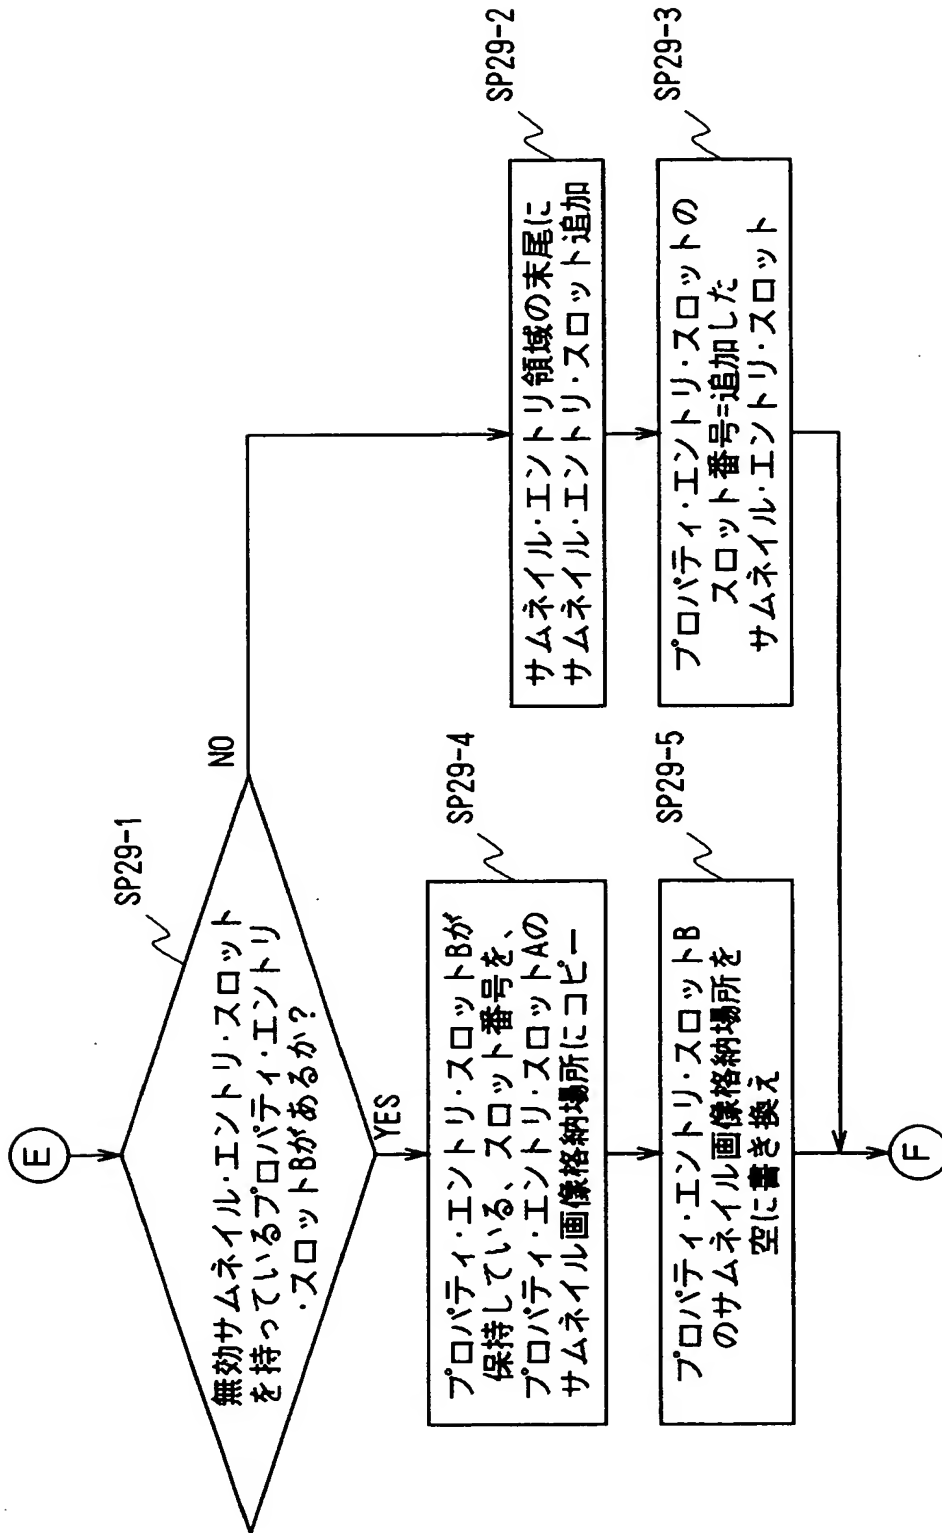 E
SP29-1
無効サムネイル･エントリ･スロット
を持っているプロパティ･エントリ
･スロットBがあるか?
NO
YES
SP29-4
プロパティ･エントリ･スロットBが
保持している、スロット番号を、
プロパティ･エントリ･スロットAの
サムネイル画像格納場所にコピー
SP29-5
プロパティ･エントリ･スロットB
のサムネイル画像格納場所を
空に書き換え
SP29-2
サムネイル･エントリ領域の末尾に
サムネイル･エントリ･スロット追加
SP29-3
プロパティ･エントリ･スロットの
スロット番号=追加した
サムネイル･エントリ･スロット
F